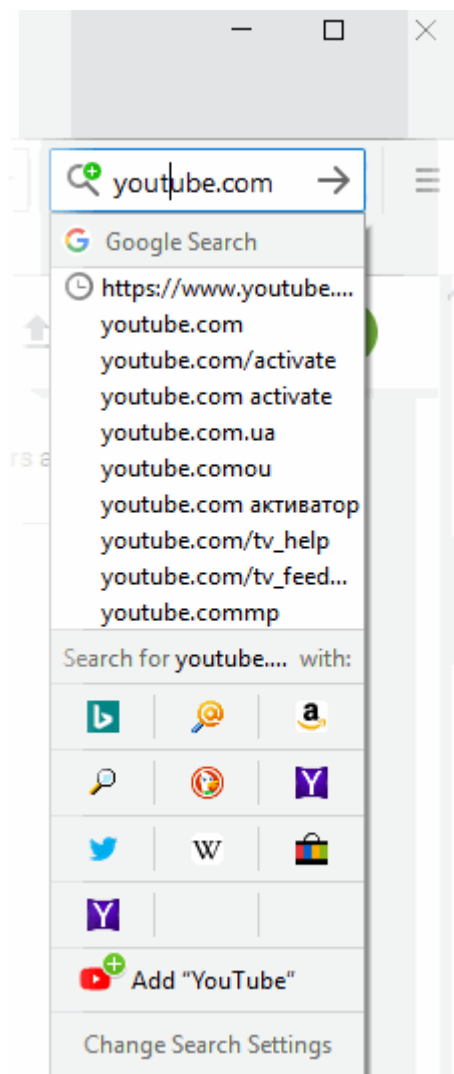 youtube.com
Google Search
https://www.youtube....
youtube.com
youtube.com/activate
youtube.com activate
youtube.com.ua
youtube.comou
youtube.com активатор
youtube.com/tv_help
youtube.com/tv_feed...
youtube.commp
Search for youtube.... with:
Add “YouTube”
Change Search Settings